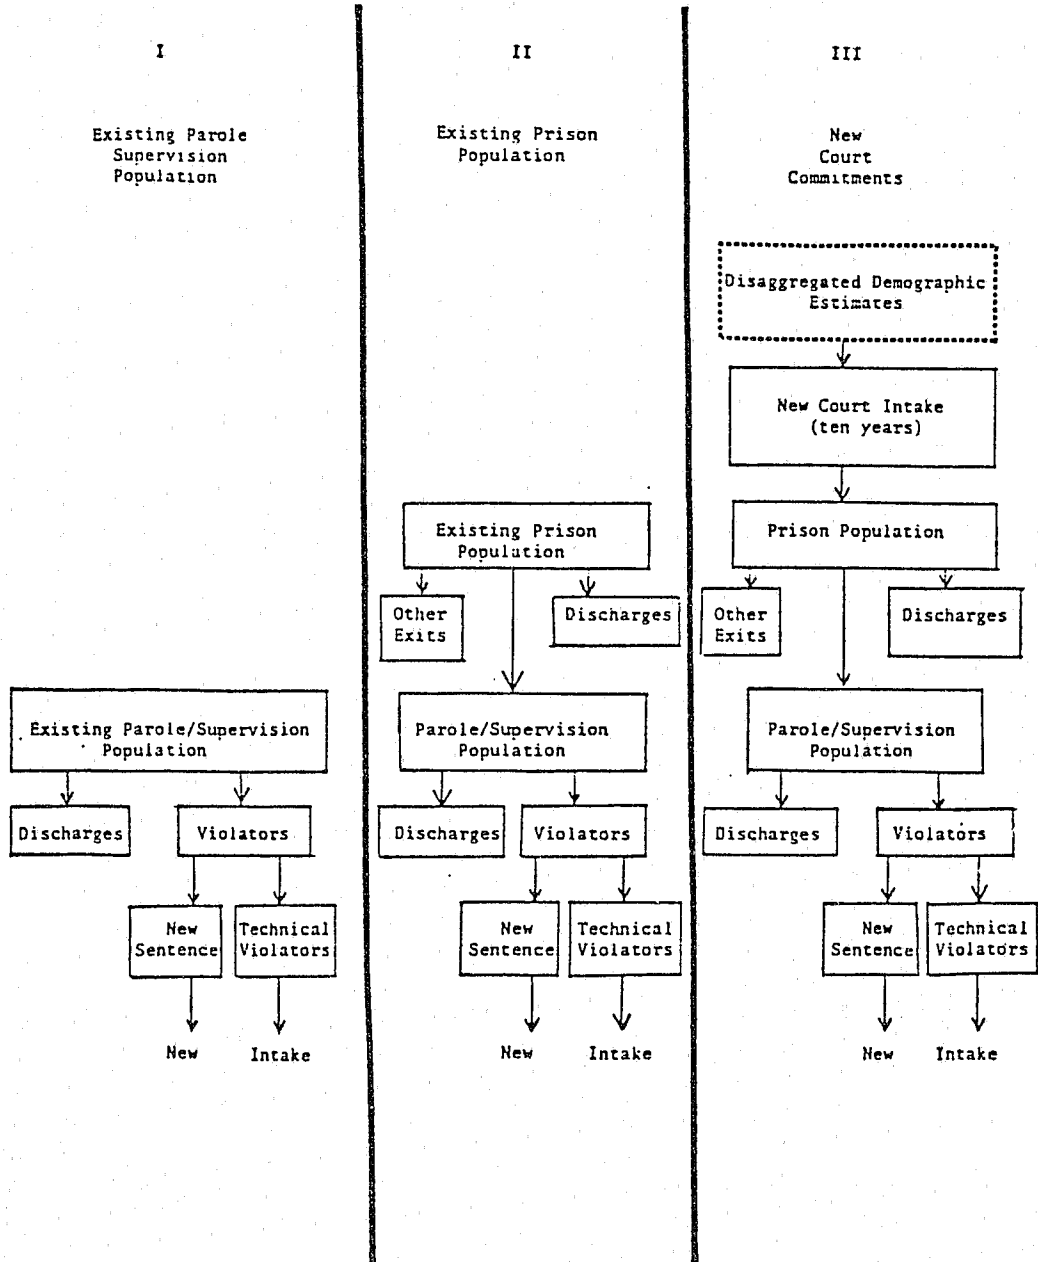 I
Existing Parole
Supervision
Population
Existing Parole/Supervision
Population
Discharges
Violators
New
Sentence
Technical
Violators
New
Intake
II
Existing Prison
Population
Existing Prison
Population
Other
Exits
Discharges
Parole/Supervision
Population
Discharges
Violators
New
Sentence
Technical
Violators
New
Intake
III
New
Court
Commitments
Disaggregated Demographic
Estimates
New Court Intake
(ten years)
Prison Population
Other
Exits
Discharges
Parole/Supervision
Population
Discharges
Violators
New
Sentence
Technical
Violators
New
Intake